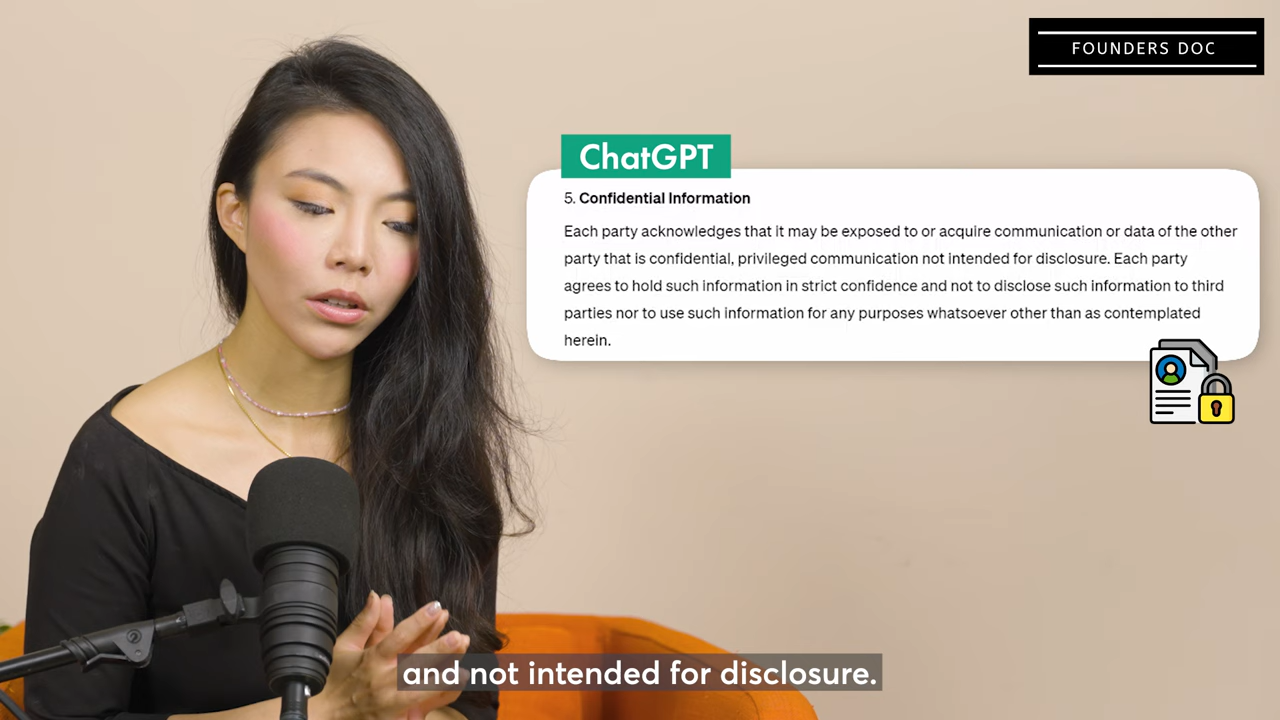 FOUNDERS DOC
ChatGPT
5. Confidential Information
Each party acknowledges that it may be exposed to or acquire communication or data of the other
party that is confidential, privileged communication not intended for disclosure. Each party
agrees to hold such information in strict confidence and not to disclose such information to third
parties nor to use such information for any purposes whatsoever other than as contemplated
herein.
and not intended for disclosure.